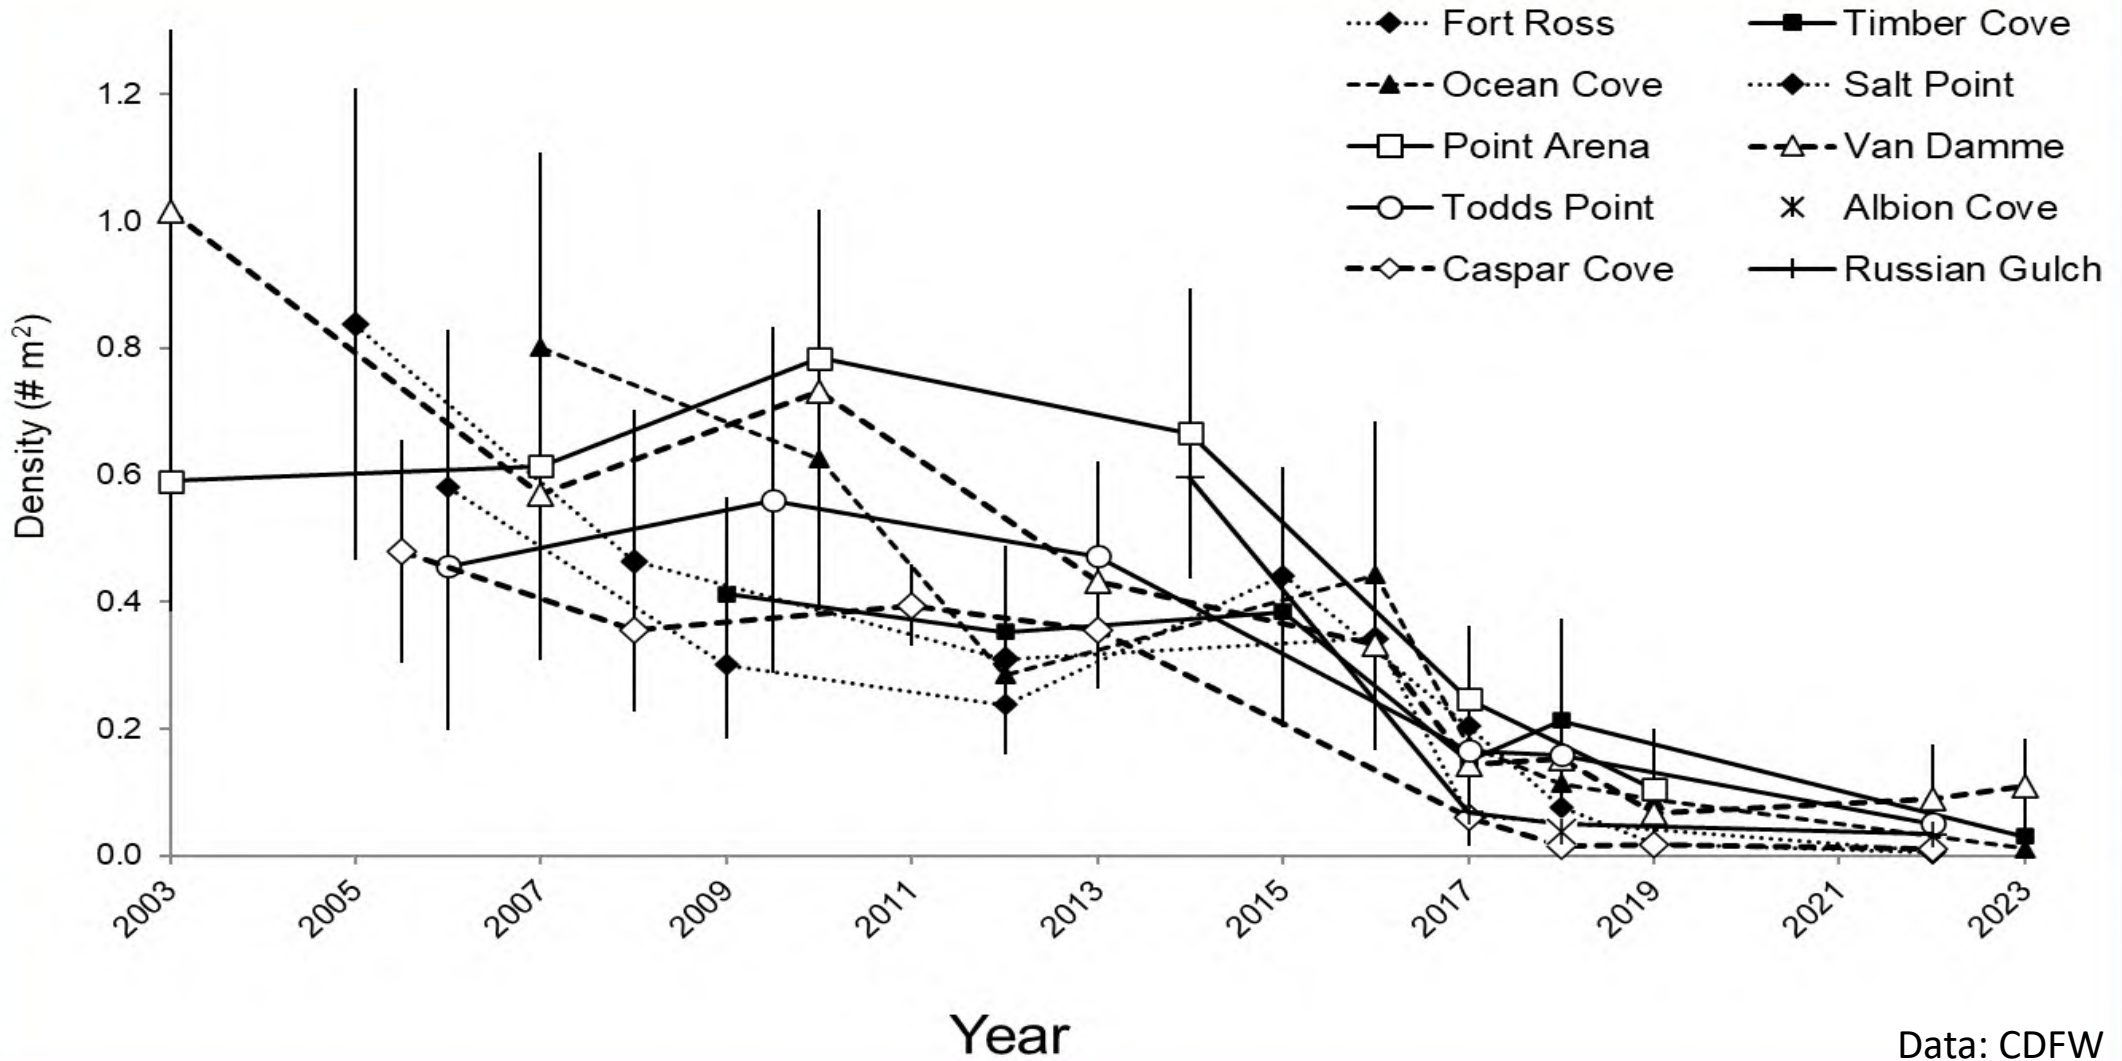 Fort Ross
Timber Cove
Ocean Cove
Salt Point
Point Arena
Van Damme
Todds Point
Albion Cove
Caspar Cove
Russian Gulch
Density (# m²)
1.2
1.0
0.8
0.6
0.4
0.2
0.0
2003
2005
2007
2009
2011
2013
2015
2017
2019
2021
2023
Year
Data: CDFW